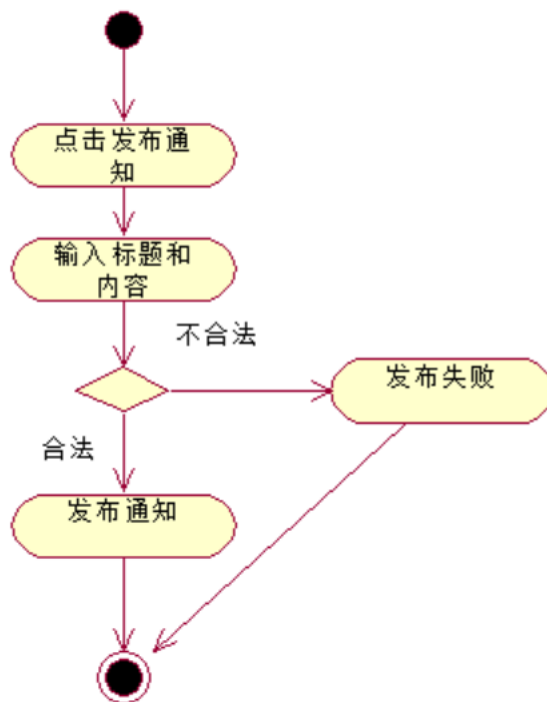 点击发布通
知
输入标题和
内容
不合法
发布失败
合法
发布通知